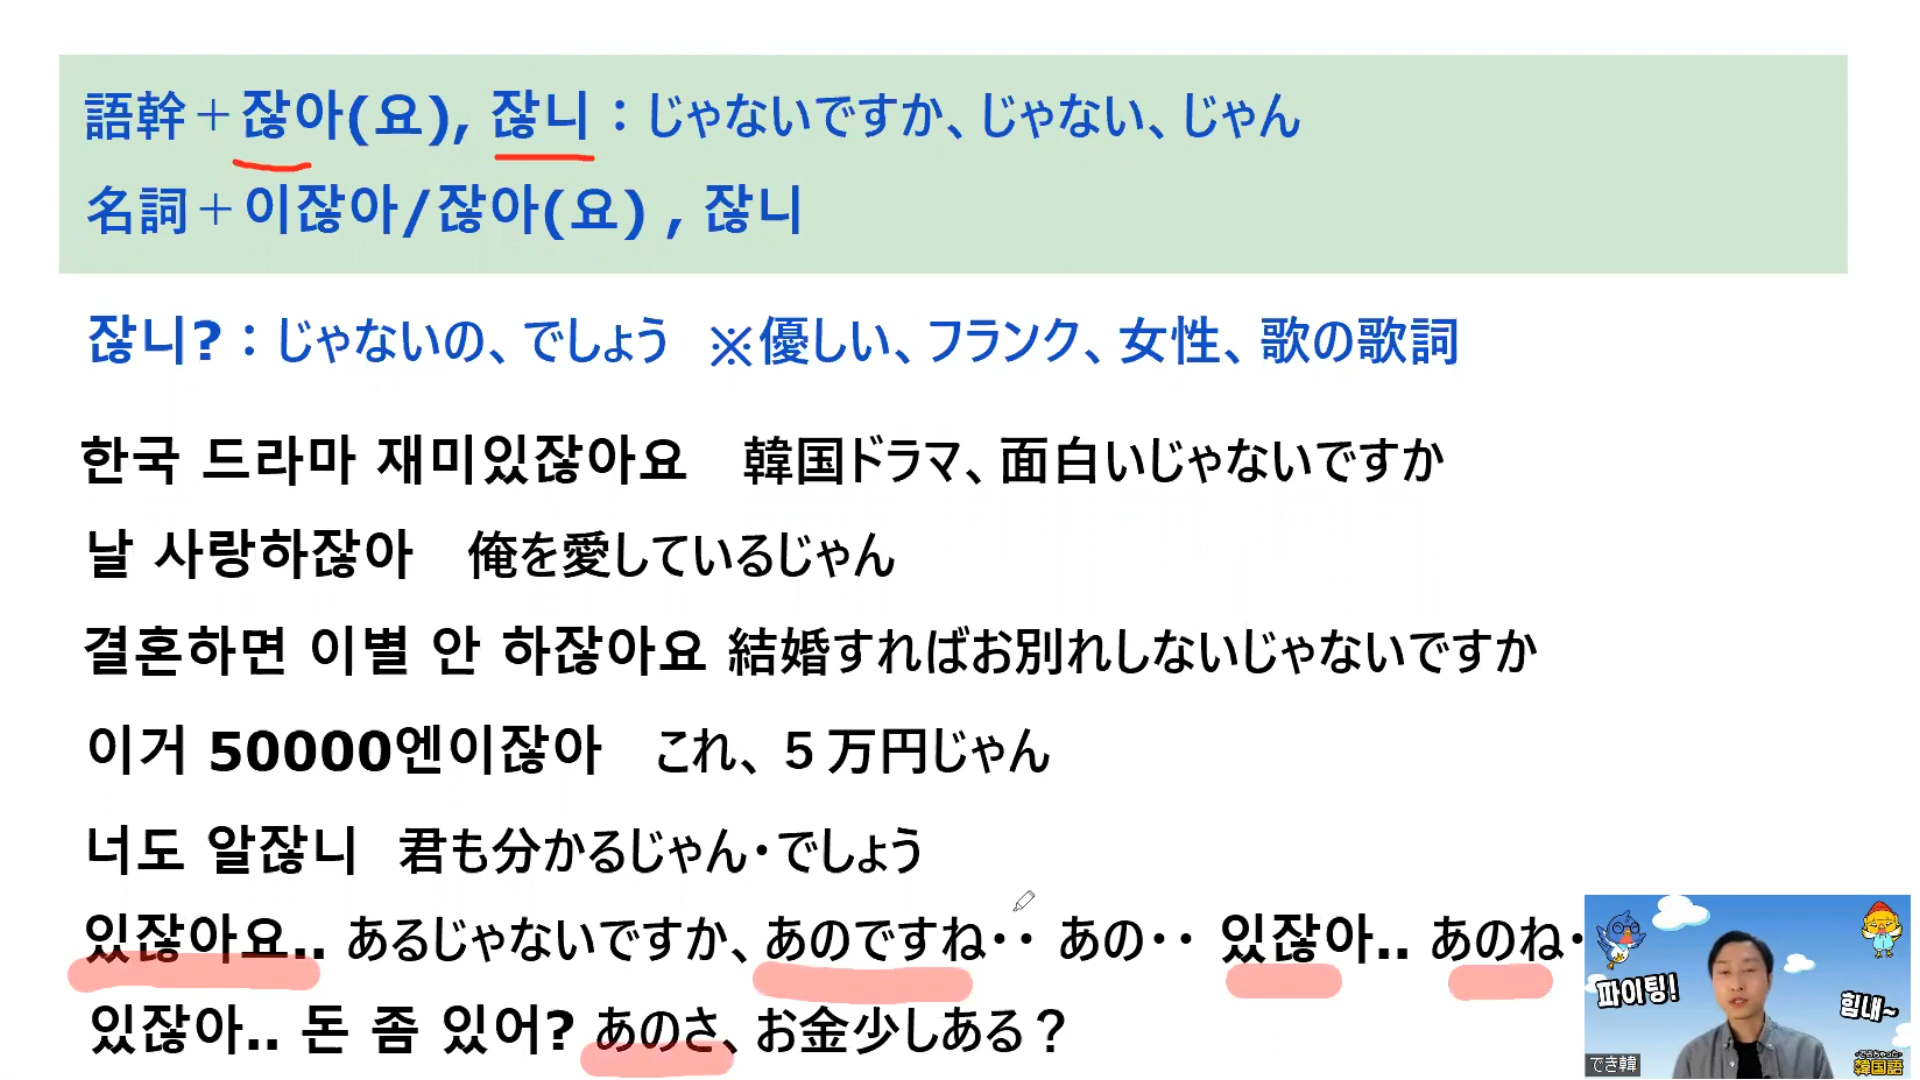 語幹＋잖아(요), 잖니：じゃないですか、じゃない、じゃん
名詞＋이잖아/잖아(요) , 잖니
잖니?：じゃないの、でしょう ※優しい、フランク、女性、歌の歌詞
한국 드라마 재미있잖아요 韓国ドラマ、面白いじゃないですか
날 사랑하잖아 俺を愛しているじゃん
결혼하면 이별 안 하잖아요 結婚すればお別れしないじゃないですか
이거 50000엔이잖아 これ、５万円じゃん
너도 알잖니 君も分かるじゃん・でしょう
있잖아요.. あるじゃないですか、あのですね・・ あの・・ 있잖아.. あのね・
있잖아.. 돈 좀 있어? あのさ、お金少しある？
파이팅!
힘내~
でき韓
できちゃった
韓国語